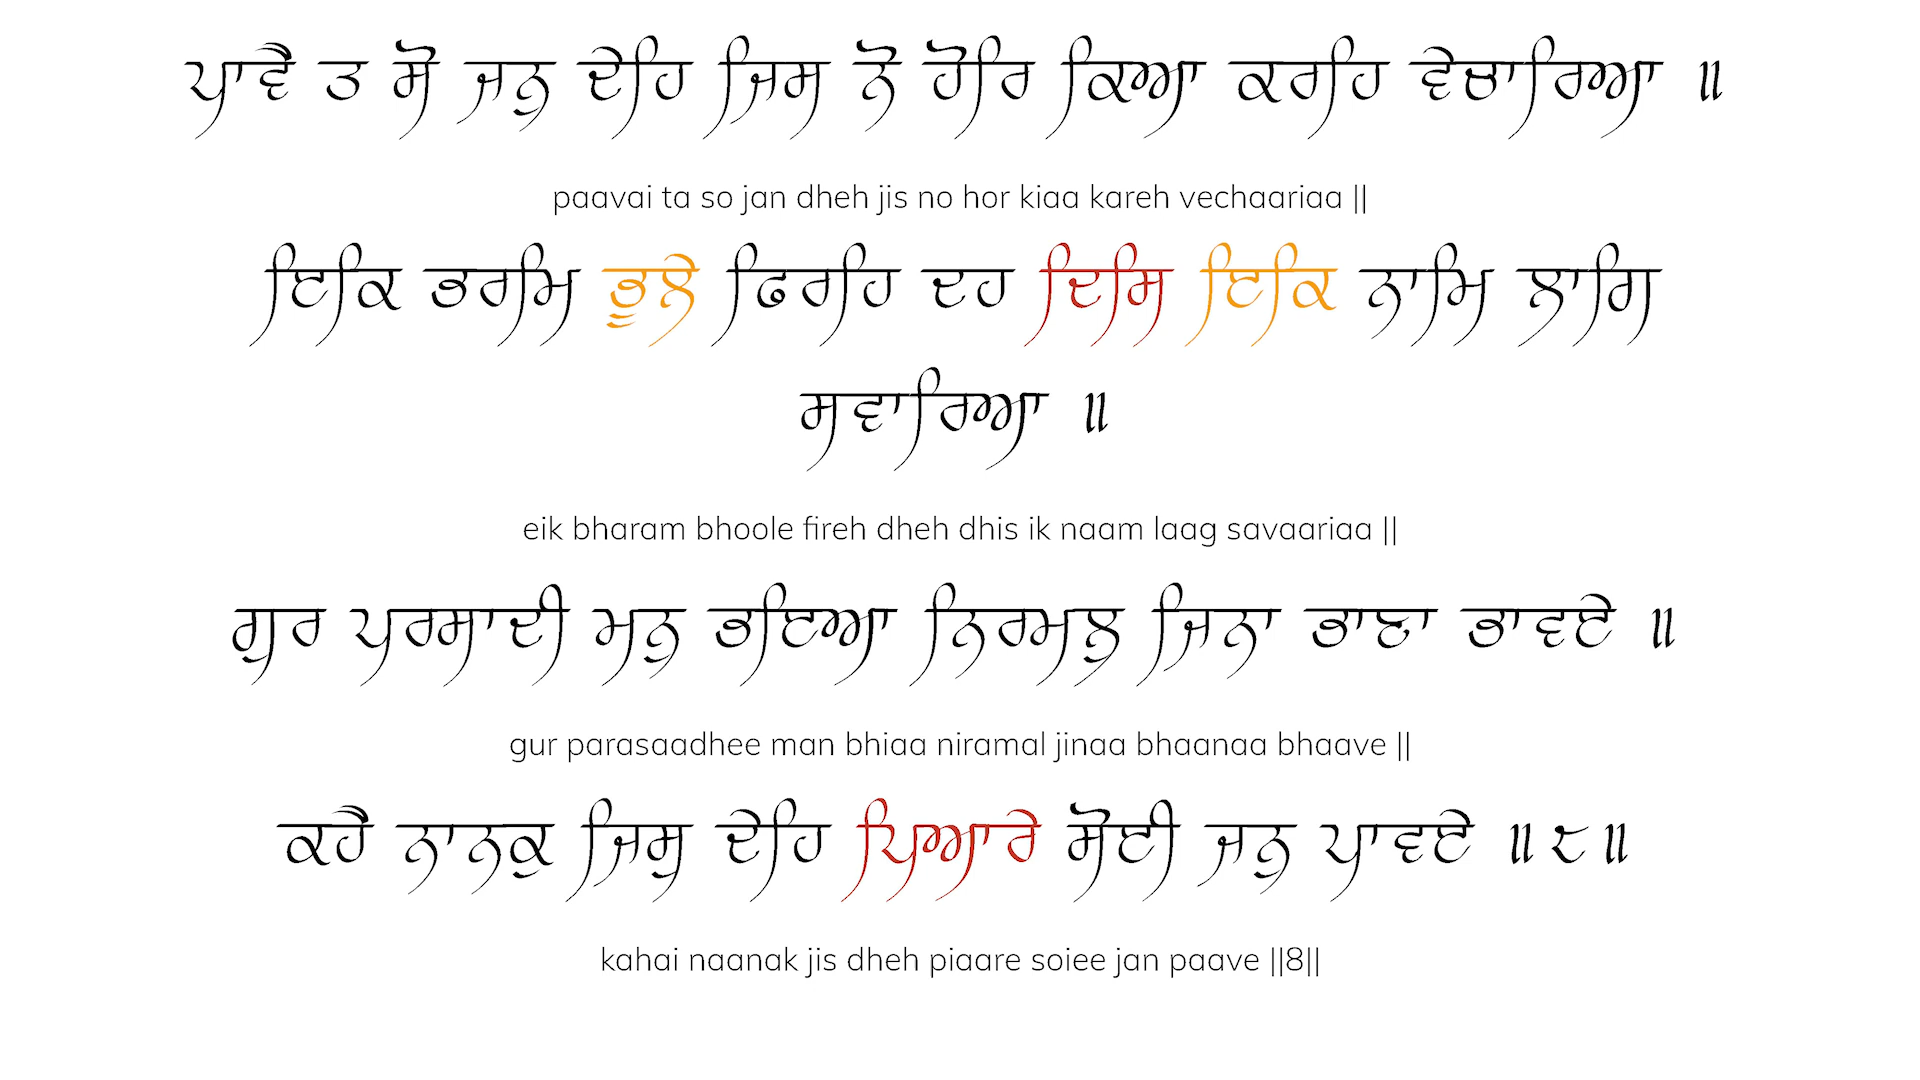 ਪਾਵੈ ਤ ਸੋ ਜਨੁ ਦੇਹਿ ਜਿਸ ਨੋ ਹੋਰਿ ਕਿਆ ਕਰਹਿ ਵੇਚਾਰਿਆ ॥
paavai ta so jan dheh jis no hor kiaa kareh vechaariaa ||
ਇਕਿ ਭਰਮਿ ਭੂਲੇ ਫਿਰਹਿ ਦਹ ਦਿਸਿ ਇਕਿ ਨਾਮਿ ਲਾਗਿ
ਸਵਾਰਿਆ ॥
eik bharam bhoole fireh dheh dhis ik naam laag savaariaa ||
ਗੁਰ ਪਰਸਾਦੀ ਮਨੁ ਭਇਆ ਨਿਰਮਲੁ ਜਿਨਾ ਭਾਣਾ ਭਾਵਏ ॥
gur parasaadhee man bhiaa niramal jinaa bhaanaa bhaave ||
ਕਹੈ ਨਾਨਕੁ ਜਿਸੁ ਦੇਹਿ ਪਿਆਰੇ ਸੋਈ ਜਨੁ ਪਾਵਏ ॥੮॥
kahai naanak jis dheh piaare soiee jan paave ||8||